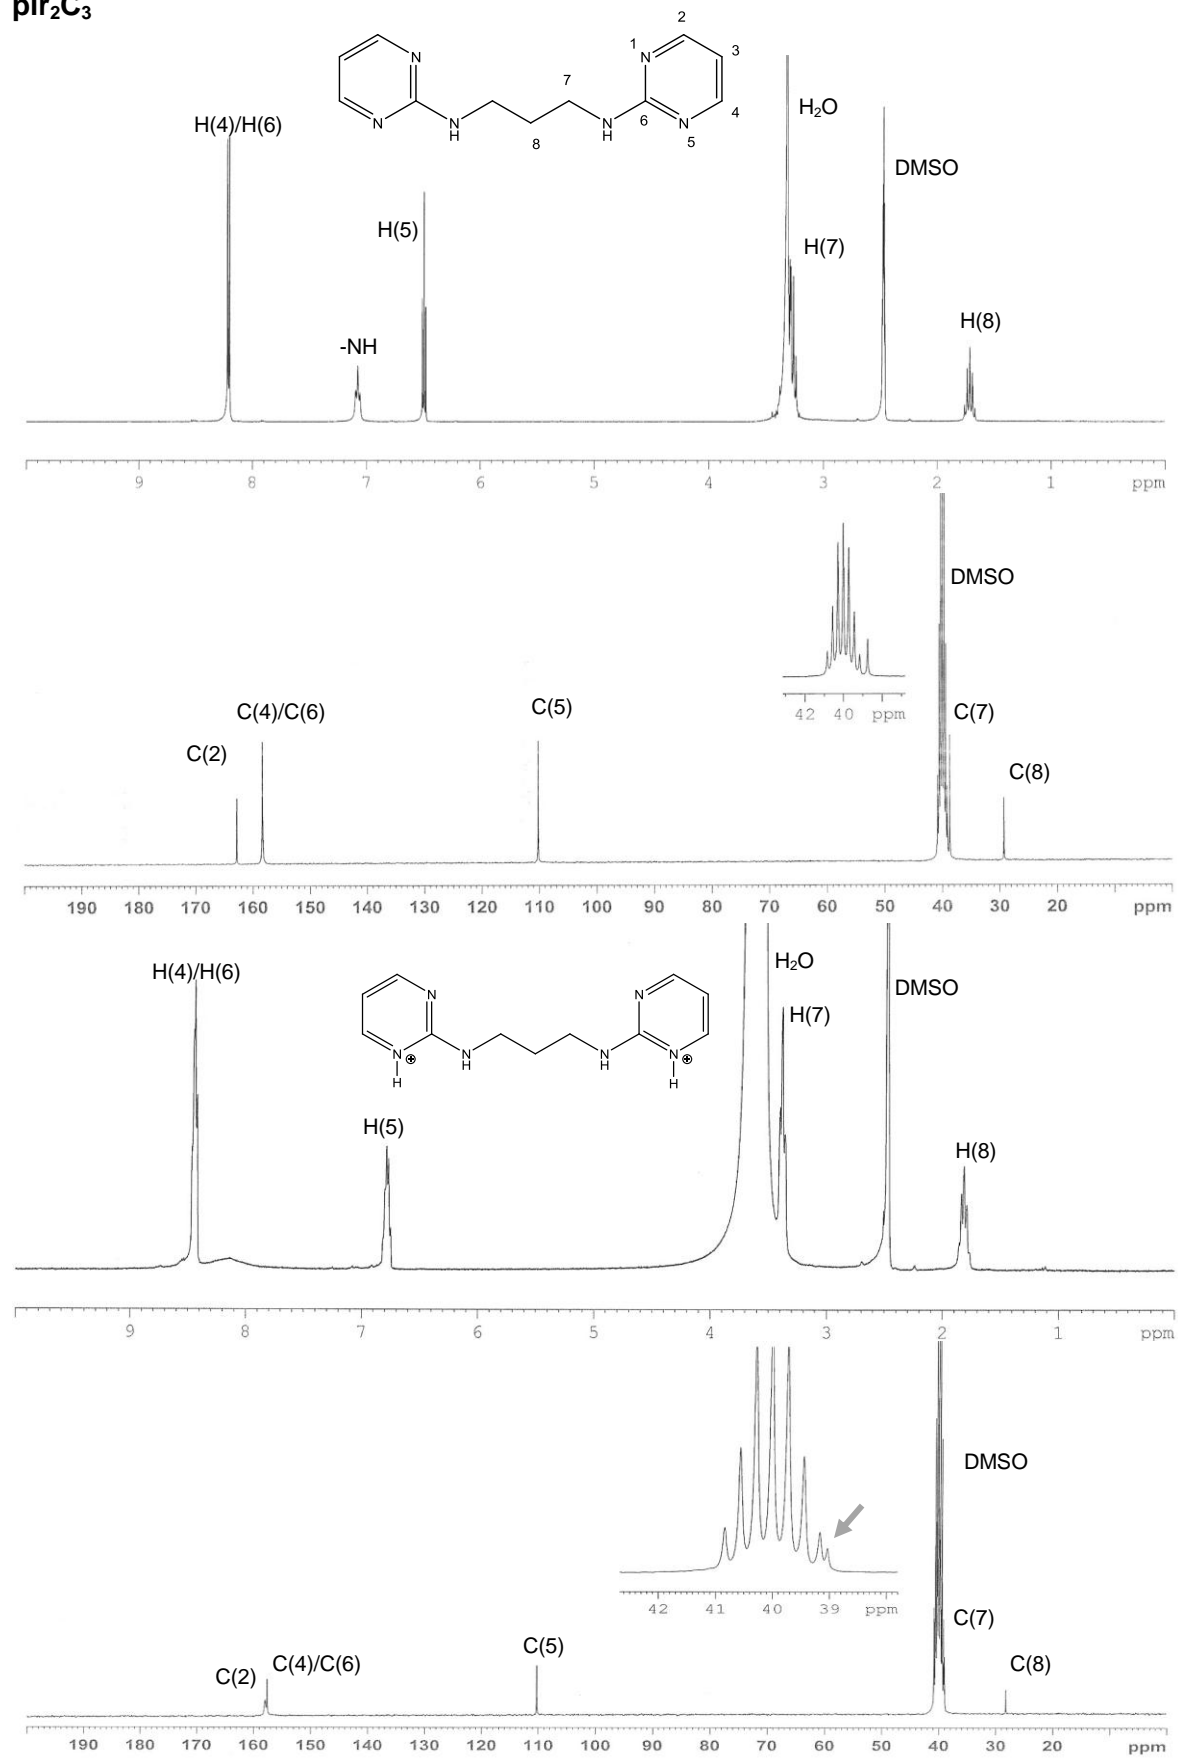 pir₂C₃
2
1
3
7
N
N
N
N
4
6
5
N
H
N
H
8
H(4)/H(6)
H₂O
DMSO
H(5)
H(7)
-NH
H(8)
9 8 7 6 5 4 3 2 1 ppm
DMSO
42 40 ppm
C(2)
C(4)/C(6)
C(5)
C(7)
C(8)
190 180 170 160 150 140 130 120 110 100 90 80 70 60 50 40 30 20 ppm
H(4)/H(6)
H₂O
DMSO
H(7)
N
N
N ⊕
H
N
H
N
H
N ⊕
H
H(5)
H(8)
9 8 7 6 5 4 3 2 1 ppm
DMSO
42 41 40 39 ppm
C(2)
C(4)/C(6)
C(5)
C(7)
C(8)
190 180 170 160 150 140 130 120 110 100 90 80 70 60 50 40 30 20 ppm